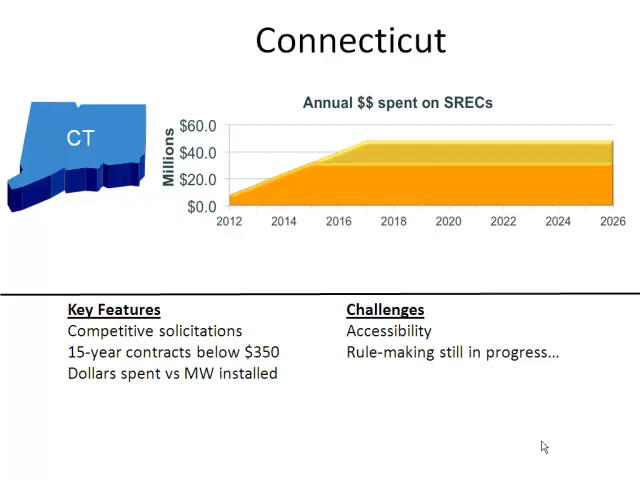 Connecticut
CT
Annual $$ spent on SRECs
Millions
$60.0
$40.0
$20.0
$0.0
2012 2014 2016 2018 2020 2022 2024 2026
Key Features
Competitive solicitations
15-year contracts below $350
Dollars spent vs MW installed
Challenges
Accessibility
Rule-making still in progress...